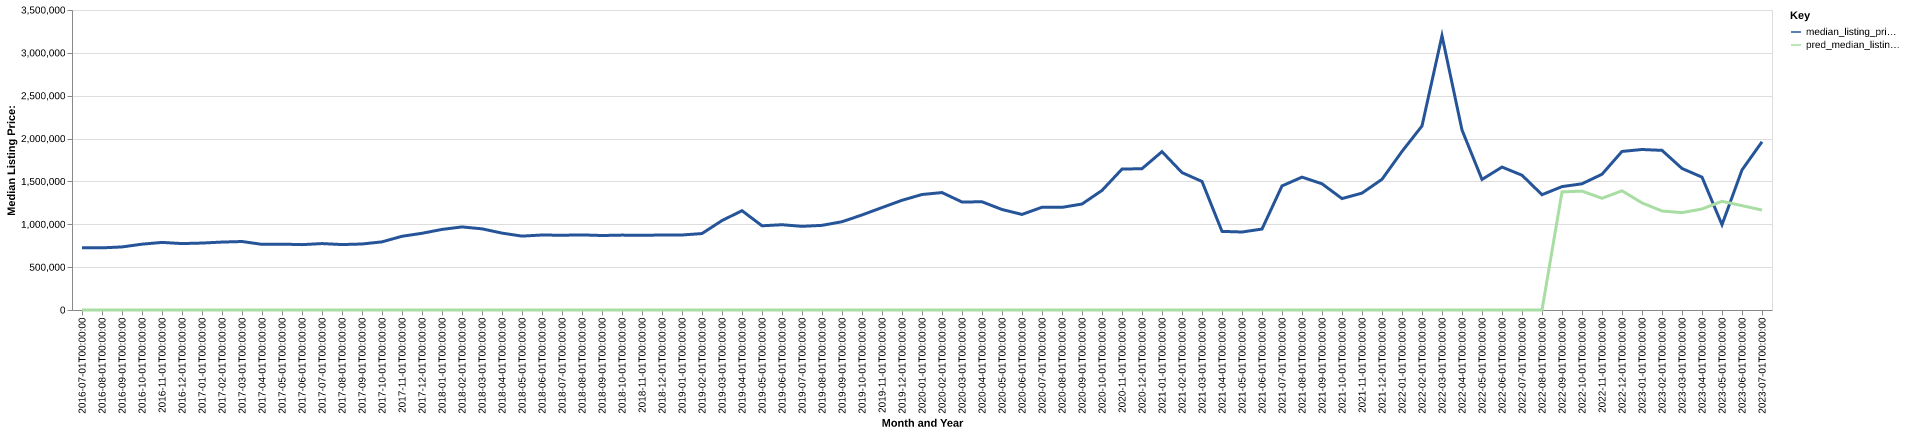 3,500,000
3,000,000
2,500,000
2,000,000
1,500,000
1,000,000
500,000
0
Median Listing Price:
2016-07-01T00:00:00
2016-08-01T00:00:00
2016-09-01T00:00:00
2016-10-01T00:00:00
2016-11-01T00:00:00
2016-12-01T00:00:00
2017-01-01T00:00:00
2017-02-01T00:00:00
2017-03-01T00:00:00
2017-04-01T00:00:00
2017-05-01T00:00:00
2017-06-01T00:00:00
2017-07-01T00:00:00
2017-08-01T00:00:00
2017-09-01T00:00:00
2017-10-01T00:00:00
2017-11-01T00:00:00
2017-12-01T00:00:00
2018-01-01T00:00:00
2018-02-01T00:00:00
2018-03-01T00:00:00
2018-04-01T00:00:00
2018-05-01T00:00:00
2018-06-01T00:00:00
2018-07-01T00:00:00
2018-08-01T00:00:00
2018-09-01T00:00:00
2018-10-01T00:00:00
2018-11-01T00:00:00
2018-12-01T00:00:00
2019-01-01T00:00:00
2019-02-01T00:00:00
2019-03-01T00:00:00
2019-04-01T00:00:00
2019-05-01T00:00:00
2019-06-01T00:00:00
2019-07-01T00:00:00
2019-08-01T00:00:00
2019-09-01T00:00:00
2019-10-01T00:00:00
2019-11-01T00:00:00
2019-12-01T00:00:00
2020-01-01T00:00:00
2020-02-01T00:00:00
2020-03-01T00:00:00
2020-04-01T00:00:00
2020-05-01T00:00:00
2020-06-01T00:00:00
2020-07-01T00:00:00
2020-08-01T00:00:00
2020-09-01T00:00:00
2020-10-01T00:00:00
2020-11-01T00:00:00
2020-12-01T00:00:00
2021-01-01T00:00:00
2021-02-01T00:00:00
2021-03-01T00:00:00
2021-04-01T00:00:00
2021-05-01T00:00:00
2021-06-01T00:00:00
2021-07-01T00:00:00
2021-08-01T00:00:00
2021-09-01T00:00:00
2021-10-01T00:00:00
2021-11-01T00:00:00
2021-12-01T00:00:00
2022-01-01T00:00:00
2022-02-01T00:00:00
2022-03-01T00:00:00
2022-04-01T00:00:00
2022-05-01T00:00:00
2022-06-01T00:00:00
2022-07-01T00:00:00
2022-08-01T00:00:00
2022-09-01T00:00:00
2022-10-01T00:00:00
2022-11-01T00:00:00
2022-12-01T00:00:00
2023-01-01T00:00:00
2023-02-01T00:00:00
2023-03-01T00:00:00
2023-04-01T00:00:00
2023-05-01T00:00:00
2023-06-01T00:00:00
2023-07-01T00:00:00
Month and Year
Key
median_listing_pri…
pred_median_listin…